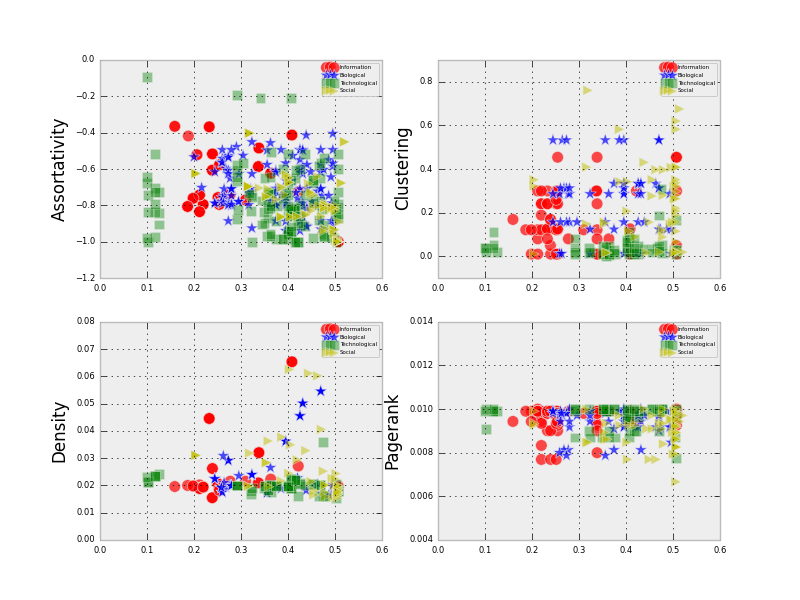 Assortativity
0.0
−0.2
−0.4
−0.6
−0.8
−1.0
−1.2
0.0 0.1 0.2 0.3 0.4 0.5 0.6
Information
Biological
Technological
Social
Clustering
0.8
0.6
0.4
0.2
0.0
0.0 0.1 0.2 0.3 0.4 0.5 0.6
Information
Biological
Technological
Social
Density
0.08
0.07
0.06
0.05
0.04
0.03
0.02
0.01
0.00
0.0 0.1 0.2 0.3 0.4 0.5 0.6
Information
Biological
Technological
Social
Pagerank
0.014
0.012
0.010
0.008
0.006
0.004
0.0 0.1 0.2 0.3 0.4 0.5 0.6
Information
Biological
Technological
Social